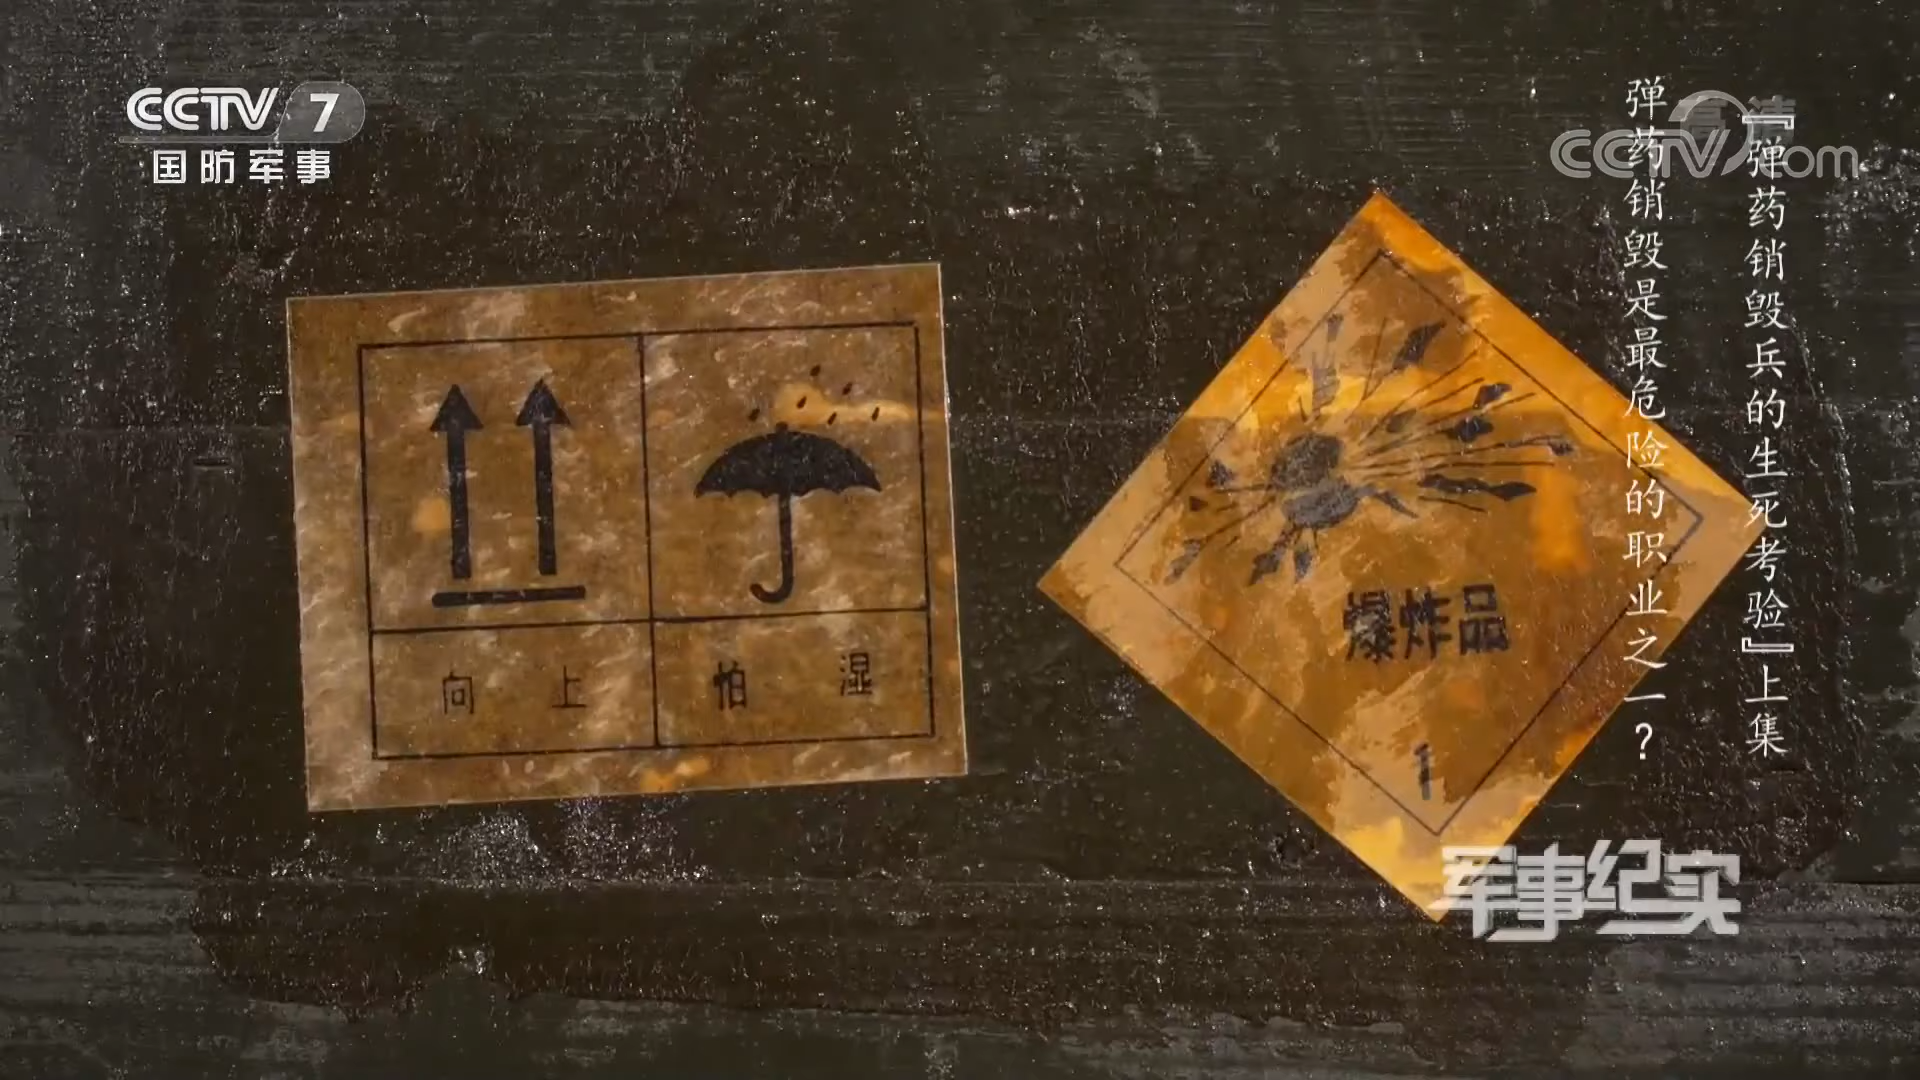 CCTV 7
国防军事
高清
CCTV.com
『弹药销毁兵的生死考验』上集
弹药销毁是最危险的职业之一?
向上
怕湿
爆炸品
1
军事纪实